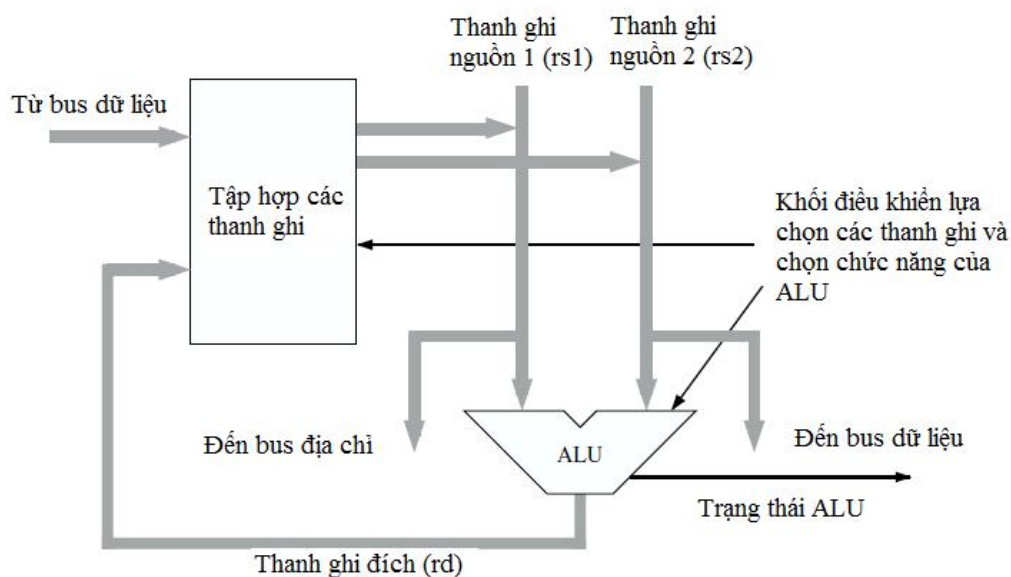 Thanh ghi
nguồn 1 (rs1)
Thanh ghi
nguồn 2 (rs2)
Từ bus dữ liệu
Tập hợp các
thanh ghi
Khối điều khiển lựa
chọn các thanh ghi và
chọn chức năng của
ALU
Đến bus địa chỉ
ALU
Đến bus dữ liệu
Trạng thái ALU
Thanh ghi đích (rd)